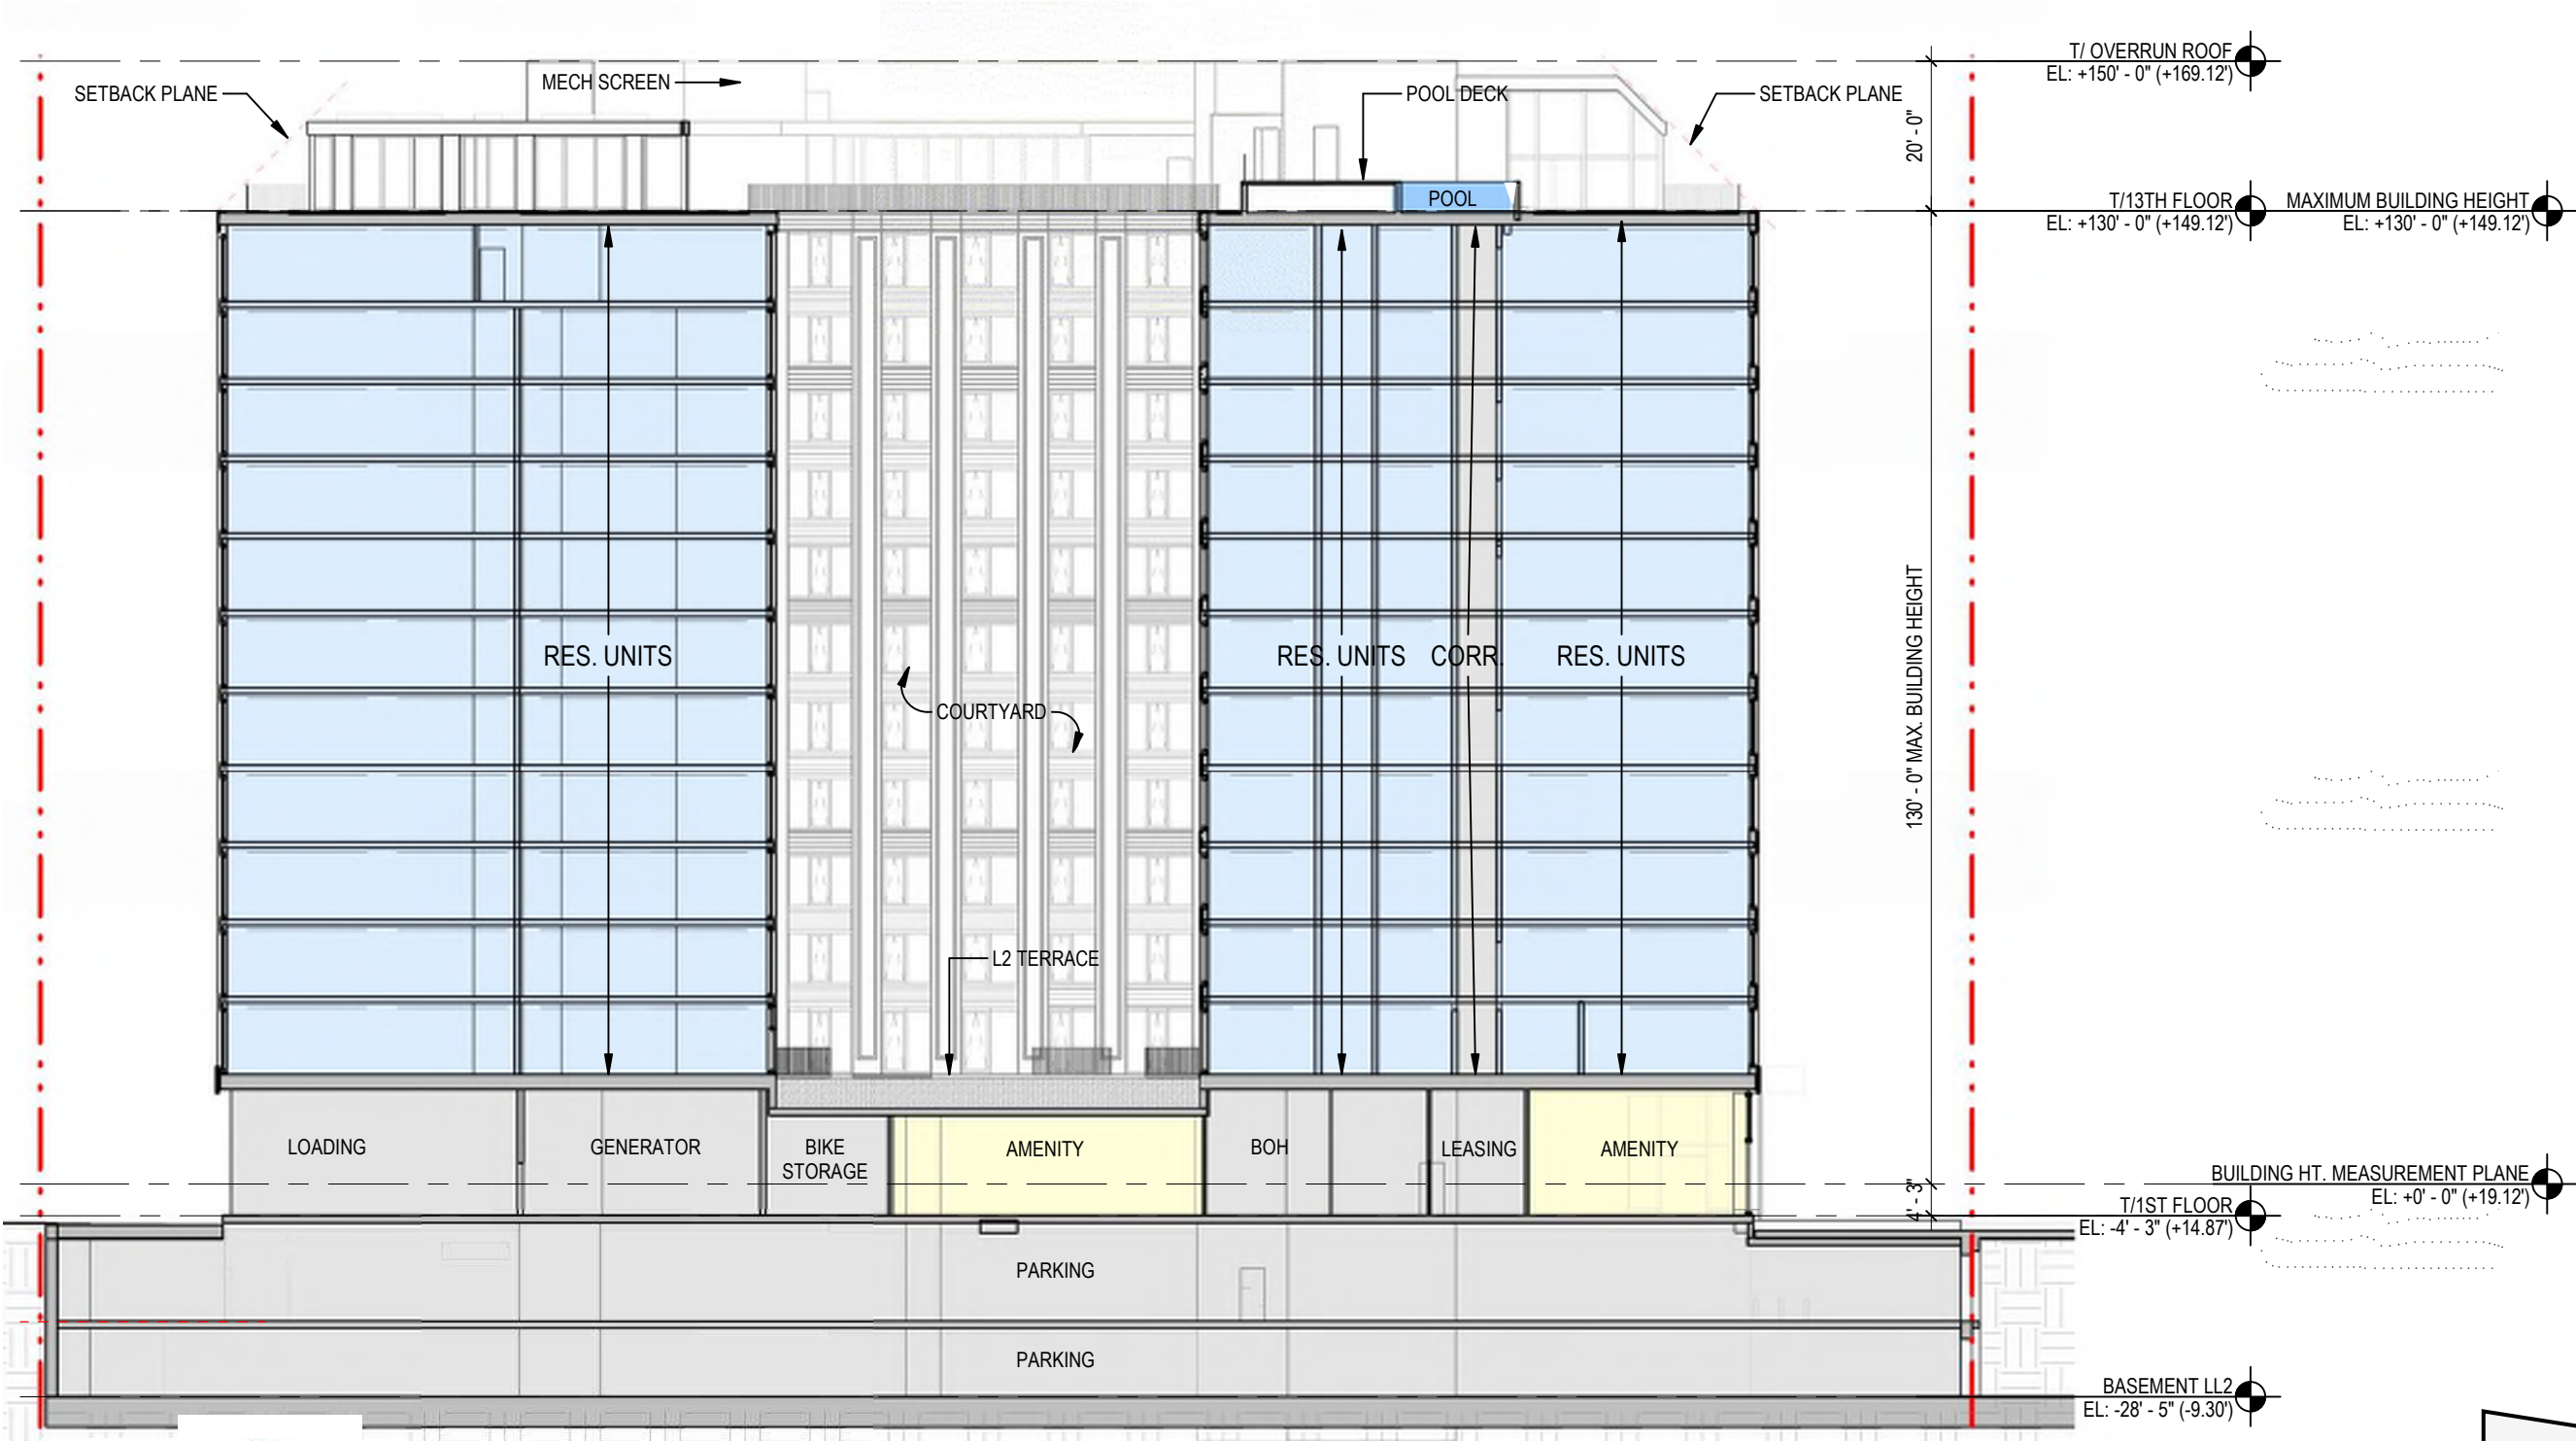 T/ OVERRUN ROOF
EL: +150' - 0" (+169.12')
MECH SCREEN
SETBACK PLANE
POOL DECK
SETBACK PLANE
20' - 0"
POOL
T/13TH FLOOR
EL: +130' - 0" (+149.12')
MAXIMUM BUILDING HEIGHT
EL: +130' - 0" (+149.12')
RES. UNITS
RES. UNITS
CORR.
RES. UNITS
130' - 0" MAX. BUILDING HEIGHT
COURTYARD
L2 TERRACE
LOADING
GENERATOR
BIKE
STORAGE
AMENITY
BOH
LEASING
AMENITY
BUILDING HT. MEASUREMENT PLANE
EL: +0' - 0" (+19.12')
4' - 3"
T/1ST FLOOR
EL: -4' - 3" (+14.87')
PARKING
PARKING
BASEMENT LL2
EL: -28' - 5" (-9.30')